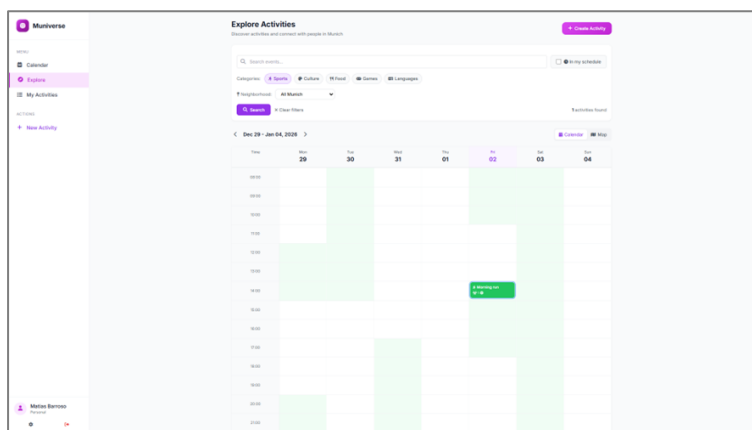 Muniverse
MENU
Calendar
Explore
My Activities
ACTIONS
+ New Activity
Matias Barroso
Personal
Explore Activities
Discover activities and connect with people in Munich
+ Create Activity
Search events...
In my schedule
Categories: Sports Culture Food Games Languages
Neighborhood: All Munich
Search × Clear filters
1 activities found
< Dec 29 - Jan 04, 2026 >
Calendar Map
Time Mon Tue Wed Thu Fri Sat Sun
29 30 31 01 02 03 04
08:00
09:00
10:00
11:00
12:00
13:00
14:00
Morning run
15:00
16:00
17:00
18:00
19:00
20:00
21:00